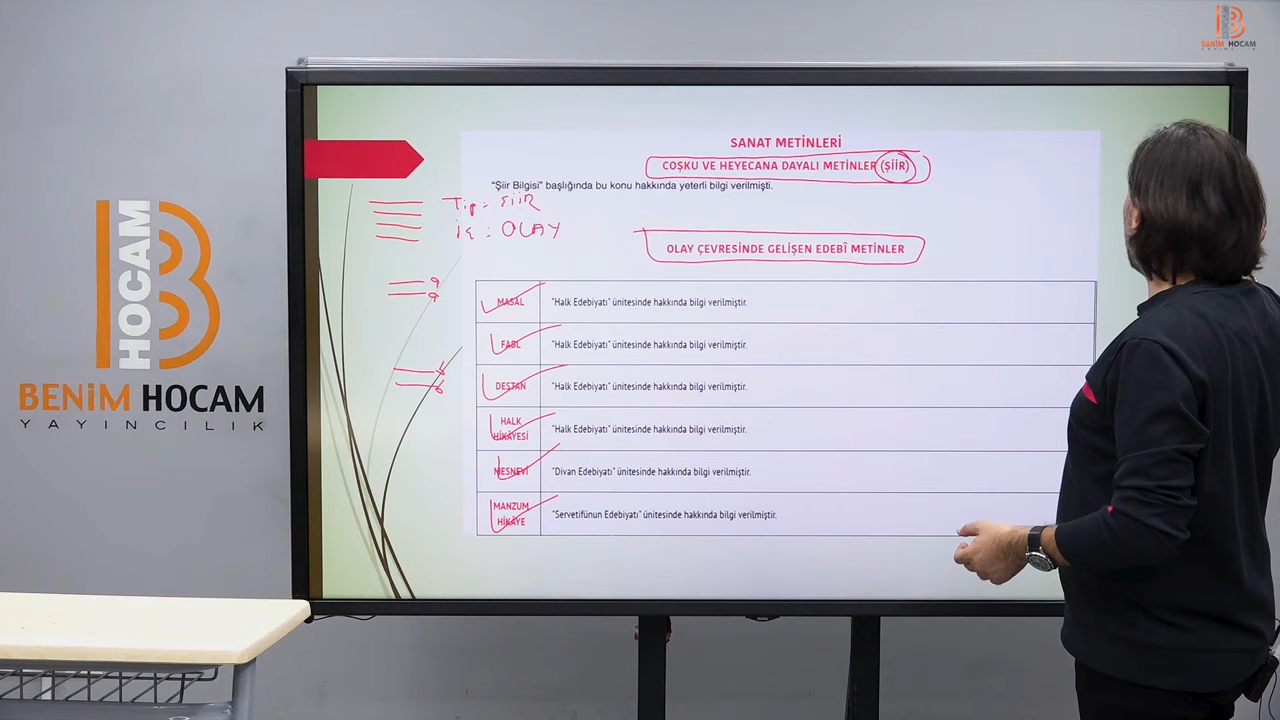 BENİM HOCAM
YAYINCILIK
SANAT METİNLERİ
COŞKU VE HEYECANA DAYALI METİNLER (ŞİİR)
"Şiir Bilgisi" başlığında bu konu hakkında yeterli bilgi verilmişti.
Tip = ŞİİR
İÇ = OLAY
OLAY ÇEVRESİNDE GELİŞEN EDEBÎ METİNLER
a
a
b
b
MASAL "Halk Edebiyatı" ünitesinde hakkında bilgi verilmiştir.
FABL "Halk Edebiyatı" ünitesinde hakkında bilgi verilmiştir.
DESTAN "Halk Edebiyatı" ünitesinde hakkında bilgi verilmiştir.
HALK HİKÂYESİ "Halk Edebiyatı" ünitesinde hakkında bilgi verilmiştir.
MESNEVİ "Divan Edebiyatı" ünitesinde hakkında bilgi verilmiştir.
MANZUM HİKÂYE "Servetifünun Edebiyatı" ünitesinde hakkında bilgi verilmiştir.
HOCAM
BENİM HOCAM
YAYINCILIK